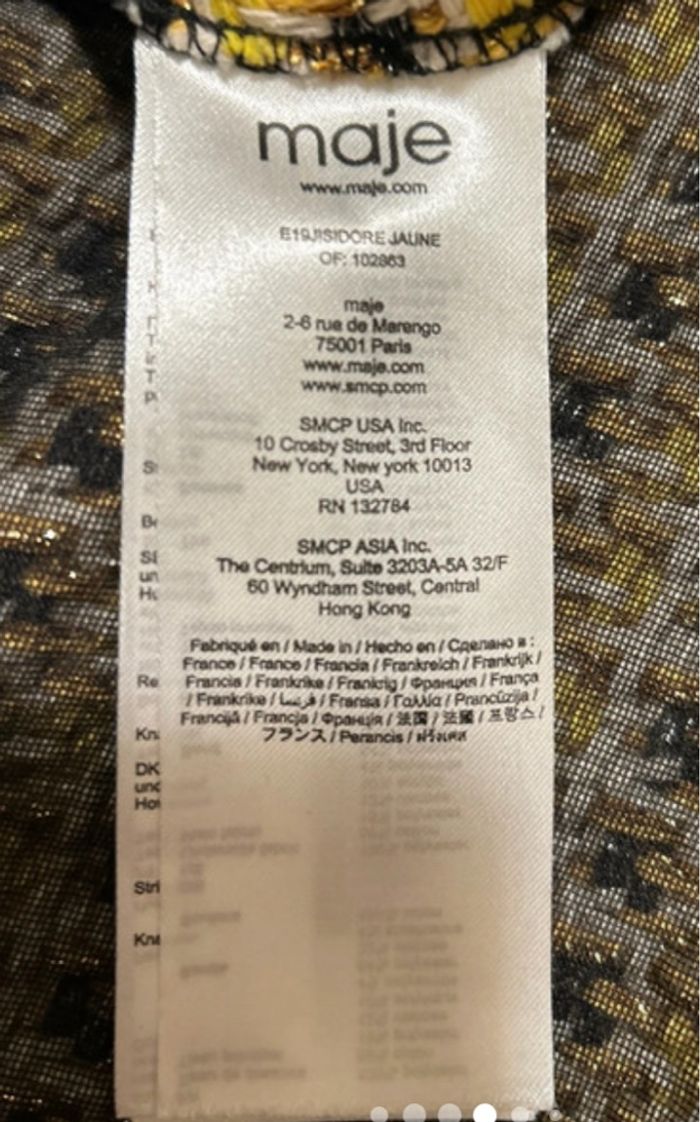 maje
www.maje.com
E19JISIDORE JAUNE
OF: 102863
maje
2-6 rue de Marengo
75001 Paris
www.maje.com
www.smcp.com
SMCP USA Inc.
10 Crosby Street, 3rd Floor
New York, New york 10013
USA
RN 132784
SMCP ASIA Inc.
The Centrium, Suite 3203A-5A 32/F
60 Wyndham Street, Central
Hong Kong
Fabriqué en / Made in / Hecho en / Сделано в :
France / France / Francia / Frankreich / Frankrijk /
Francia / Frankrike / Frankrig / Франция / França
/ Frankrike / فرنسا / Fransa / Γαλλία / Prancūzija /
Francijā / Francja / Франція / 法国 / 法國 / 프랑스 /
フランス / Perancis / ฝรั่งเศส
DK
und